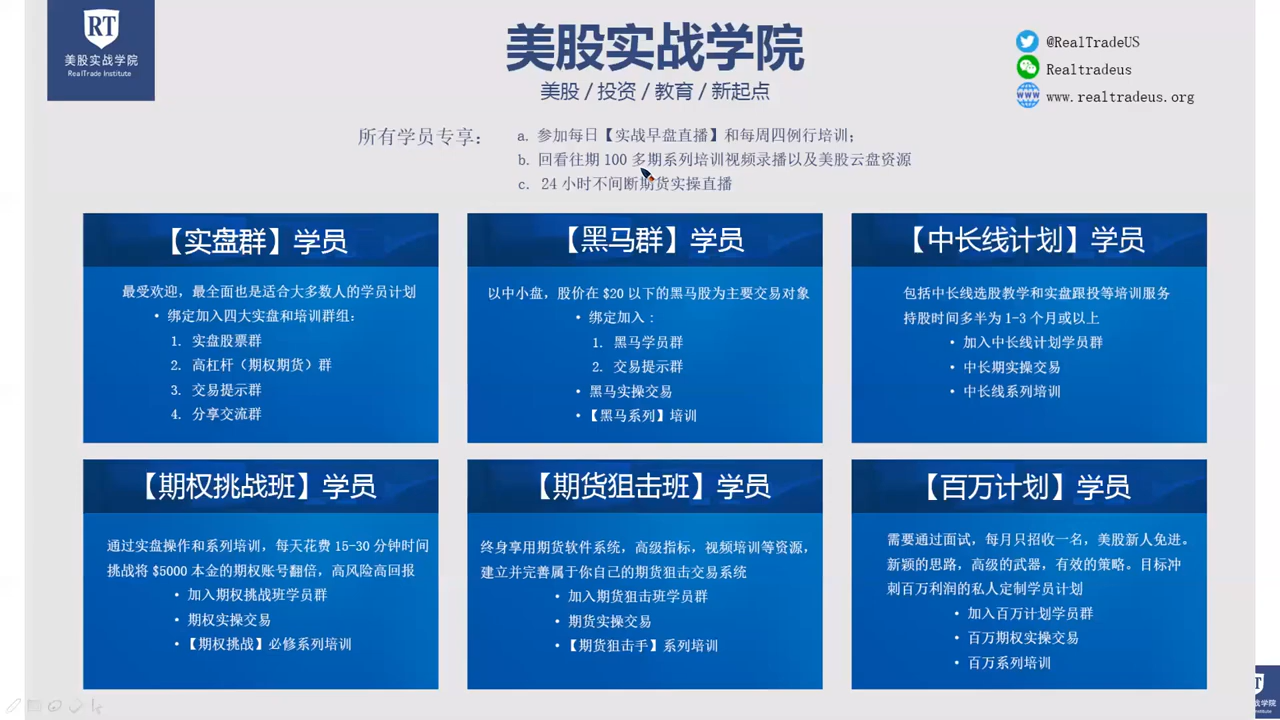 RT
美股实战学院
RealTrade Institute
美股实战学院
美股 / 投资 / 教育 / 新起点
@RealTradeUS
Realtradeus
www.realtradeus.org
所有学员专享：
a. 参加每日【实战早盘直播】和每周四例行培训；
b. 回看往期 100 多期系列培训视频录播以及美股云盘资源
c. 24 小时不间断期货实操直播
【实盘群】学员
最受欢迎，最全面也是适合大多数人的学员计划
• 绑定加入四大实盘和培训群组：
1. 实盘股票群
2. 高杠杆（期权期货）群
3. 交易提示群
4. 分享交流群
【黑马群】学员
以中小盘，股价在 $20 以下的黑马股为主要交易对象
• 绑定加入：
1. 黑马学员群
2. 交易提示群
• 黑马实操交易
• 【黑马系列】培训
【中长线计划】学员
包括中长线选股教学和实盘跟投等培训服务
持股时间多半为 1-3 个月或以上
• 加入中长线计划学员群
• 中长期实操交易
• 中长线系列培训
【期权挑战班】学员
通过实盘操作和系列培训，每天花费 15-30 分钟时间
挑战将 $5000 本金的期权账号翻倍，高风险高回报
• 加入期权挑战班学员群
• 期权实操交易
• 【期权挑战】必修系列培训
【期货狙击班】学员
终身享用期货软件系统，高级指标，视频培训等资源，
建立并完善属于你自己的期货狙击交易系统
• 加入期货狙击班学员群
• 期货实操交易
• 【期货狙击手】系列培训
【百万计划】学员
需要通过面试，每月只招收一名，美股新人免进。
新颖的思路，高级的武器，有效的策略。目标冲
刺百万利润的私人定制学员计划
• 加入百万计划学员群
• 百万期权实操交易
• 百万系列培训